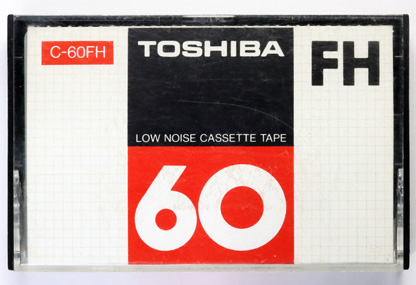 C-60FH
TOSHIBA
FH
LOW NOISE CASSETTE TAPE
60